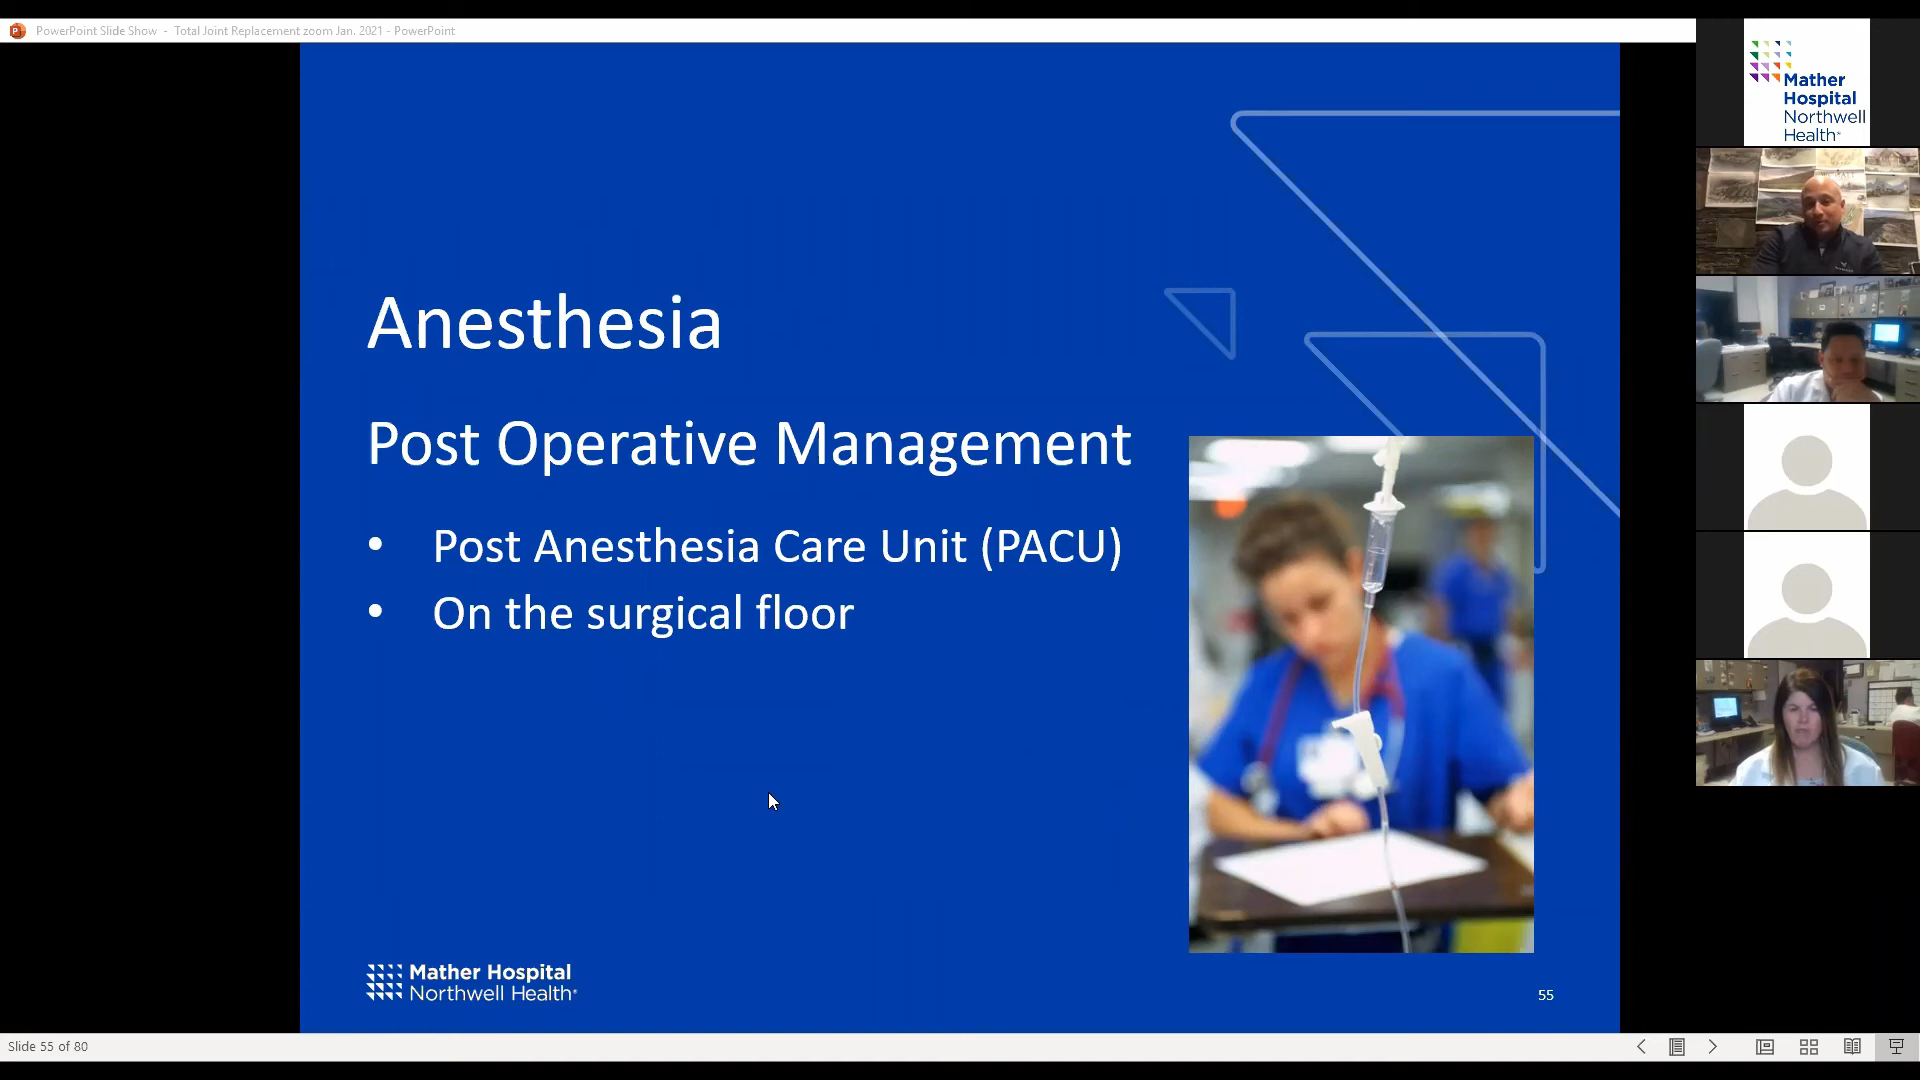 PowerPoint Slide Show - Total Joint Replacement zoom Jan. 2021 - PowerPoint
Mather
Hospital
Northwell
Health®
Anesthesia
Post Operative Management
• Post Anesthesia Care Unit (PACU)
• On the surgical floor
Mather Hospital
Northwell Health®
55
Slide 55 of 80